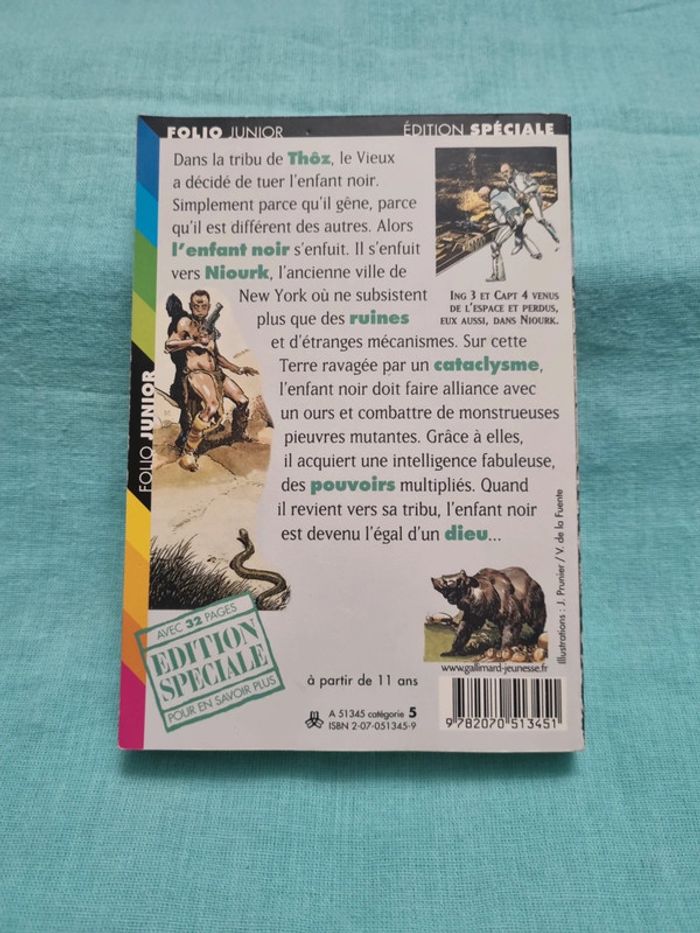 FOLIO JUNIOR
ÉDITION SPÉCIALE
Dans la tribu de Thôz, le Vieux
a décidé de tuer l'enfant noir.
Simplement parce qu'il gêne, parce
qu'il est différent des autres. Alors
l'enfant noir s'enfuit. Il s'enfuit
vers Niourk, l'ancienne ville de
New York où ne subsistent
plus que des ruines
et d'étranges mécanismes. Sur cette
Terre ravagée par un cataclysme,
l'enfant noir doit faire alliance avec
un ours et combattre de monstrueuses
pieuvres mutantes. Grâce à elles,
il acquiert une intelligence fabuleuse,
des pouvoirs multipliés. Quand
il revient vers sa tribu, l'enfant noir
est devenu l'égal d'un dieu...
ING 3 ET CAPT 4 VENUS
DE L'ESPACE ET PERDUS,
EUX AUSSI, DANS NIOURK.
FOLIO JUNIOR
Illustrations : J. Prunier / V. de la Fuente
AVEC 32 PAGES
EDITION
SPÉCIALE
POUR EN SAVOIR PLUS
à partir de 11 ans
www.gallimard-jeunesse.fr
A 51345 catégorie 5
ISBN 2-07-051345-9
9 782070 513451